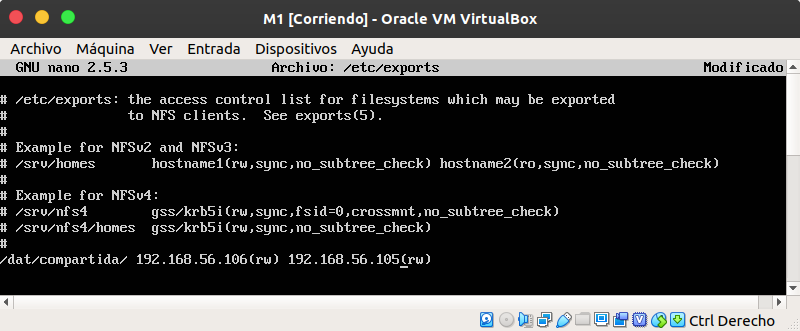 M1 [Corriendo] - Oracle VM VirtualBox
Archivo Máquina Ver Entrada Dispositivos Ayuda
GNU nano 2.5.3 Archivo: /etc/exports Modificado
# /etc/exports: the access control list for filesystems which may be exported
# to NFS clients. See exports(5).
#
# Example for NFSv2 and NFSv3:
# /srv/homes hostname1(rw,sync,no_subtree_check) hostname2(ro,sync,no_subtree_check)
#
# Example for NFSv4:
# /srv/nfs4 gss/krb5i(rw,sync,fsid=0,crossmnt,no_subtree_check)
# /srv/nfs4/homes gss/krb5i(rw,sync,no_subtree_check)
#
/dat/compartida/ 192.168.56.106(rw) 192.168.56.105(rw)
Ctrl Derecho